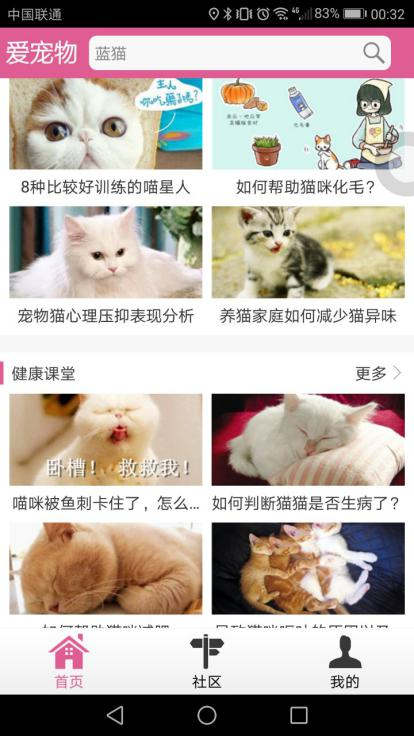 中国联通 83% 00:32
爱宠物 蓝猫
8种比较好训练的喵星人 如何帮助猫咪化毛?
宠物猫心理压抑表现分析 养猫家庭如何减少猫异味
健康课堂 更多
卧槽! 救救我!
喵咪被鱼刺卡住了，怎么... 如何判断猫猫是否生病了?
首页 社区 我的